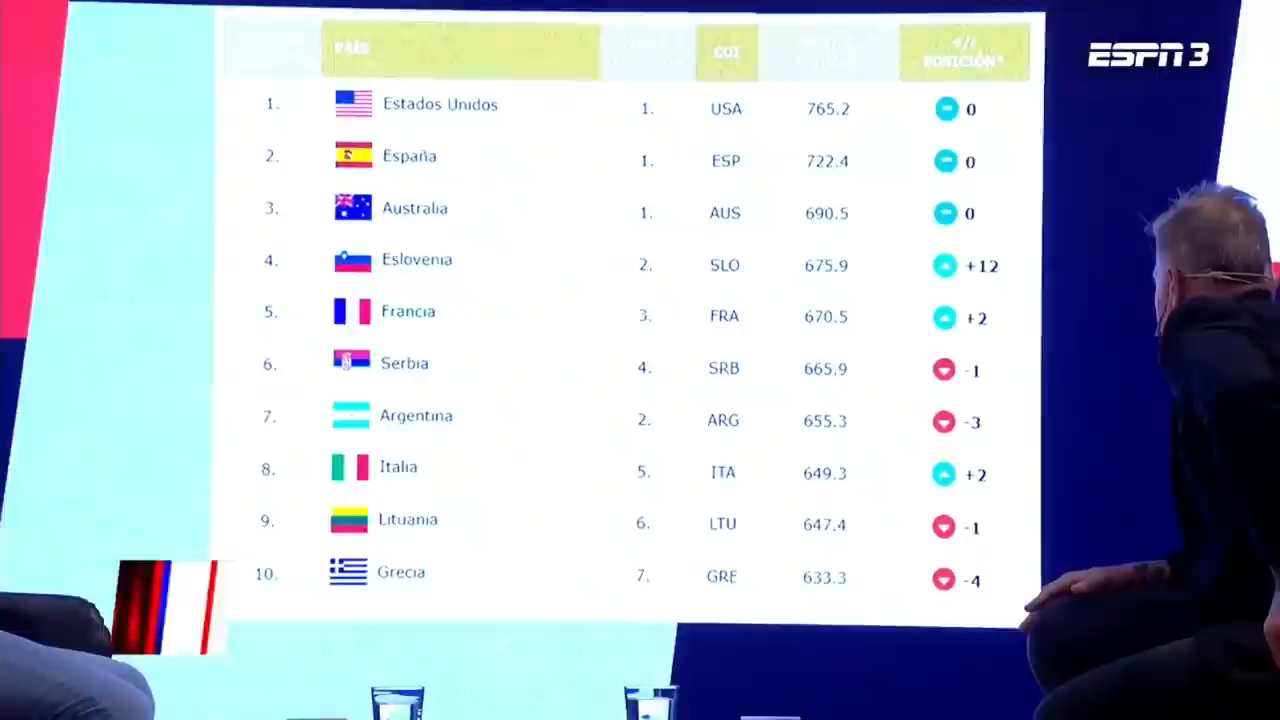 PAÍS COI +/-
POSICIÓN*
ESPN 3
1. Estados Unidos 1. USA 765.2 0
2. España 1. ESP 722.4 0
3. Australia 1. AUS 690.5 0
4. Eslovenia 2. SLO 675.9 +12
5. Francia 3. FRA 670.5 +2
6. Serbia 4. SRB 665.9 -1
7. Argentina 2. ARG 655.3 -3
8. Italia 5. ITA 649.3 +2
9. Lituania 6. LTU 647.4 -1
10. Grecia 7. GRE 633.3 -4